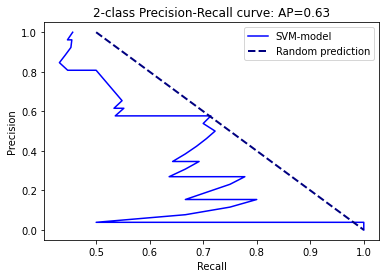 2-class Precision-Recall curve: AP=0.63
SVM-model
Random prediction
Precision
1.0
0.8
0.6
0.4
0.2
0.0
0.5 0.6 0.7 0.8 0.9 1.0
Recall